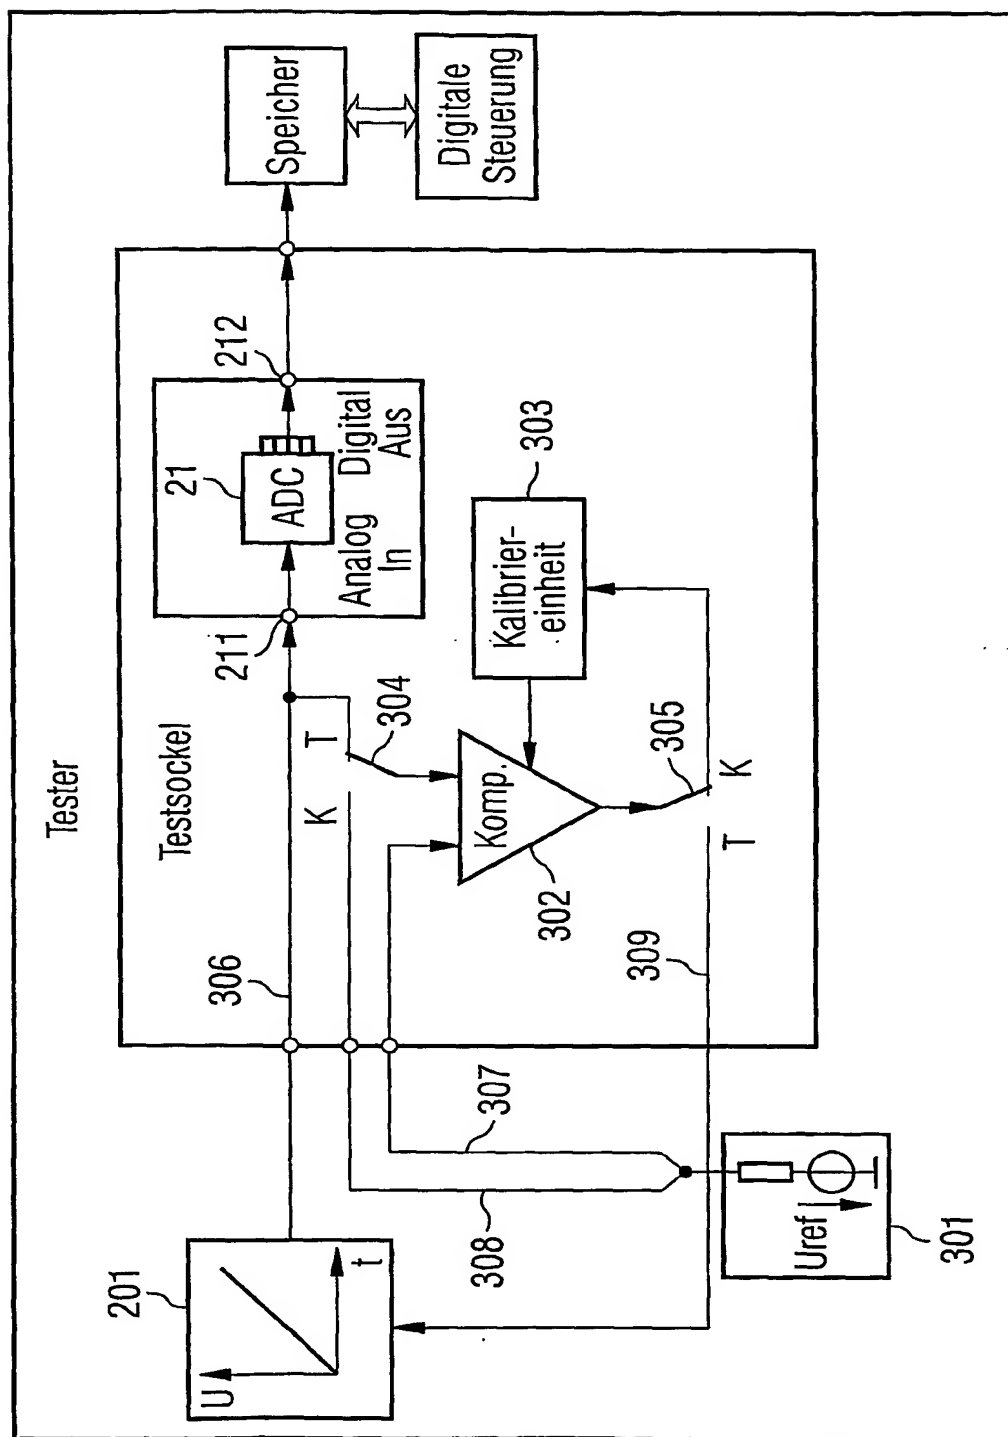 Tester
Testsockel
201
U
t
306
211
21
ADC
Analog
In
Digital
Aus
212
Speicher
Digitale
Steuerung
K
T
304
Komp.
302
Kalibrier-
einheit
303
305
T
K
309
307
308
Uref
301